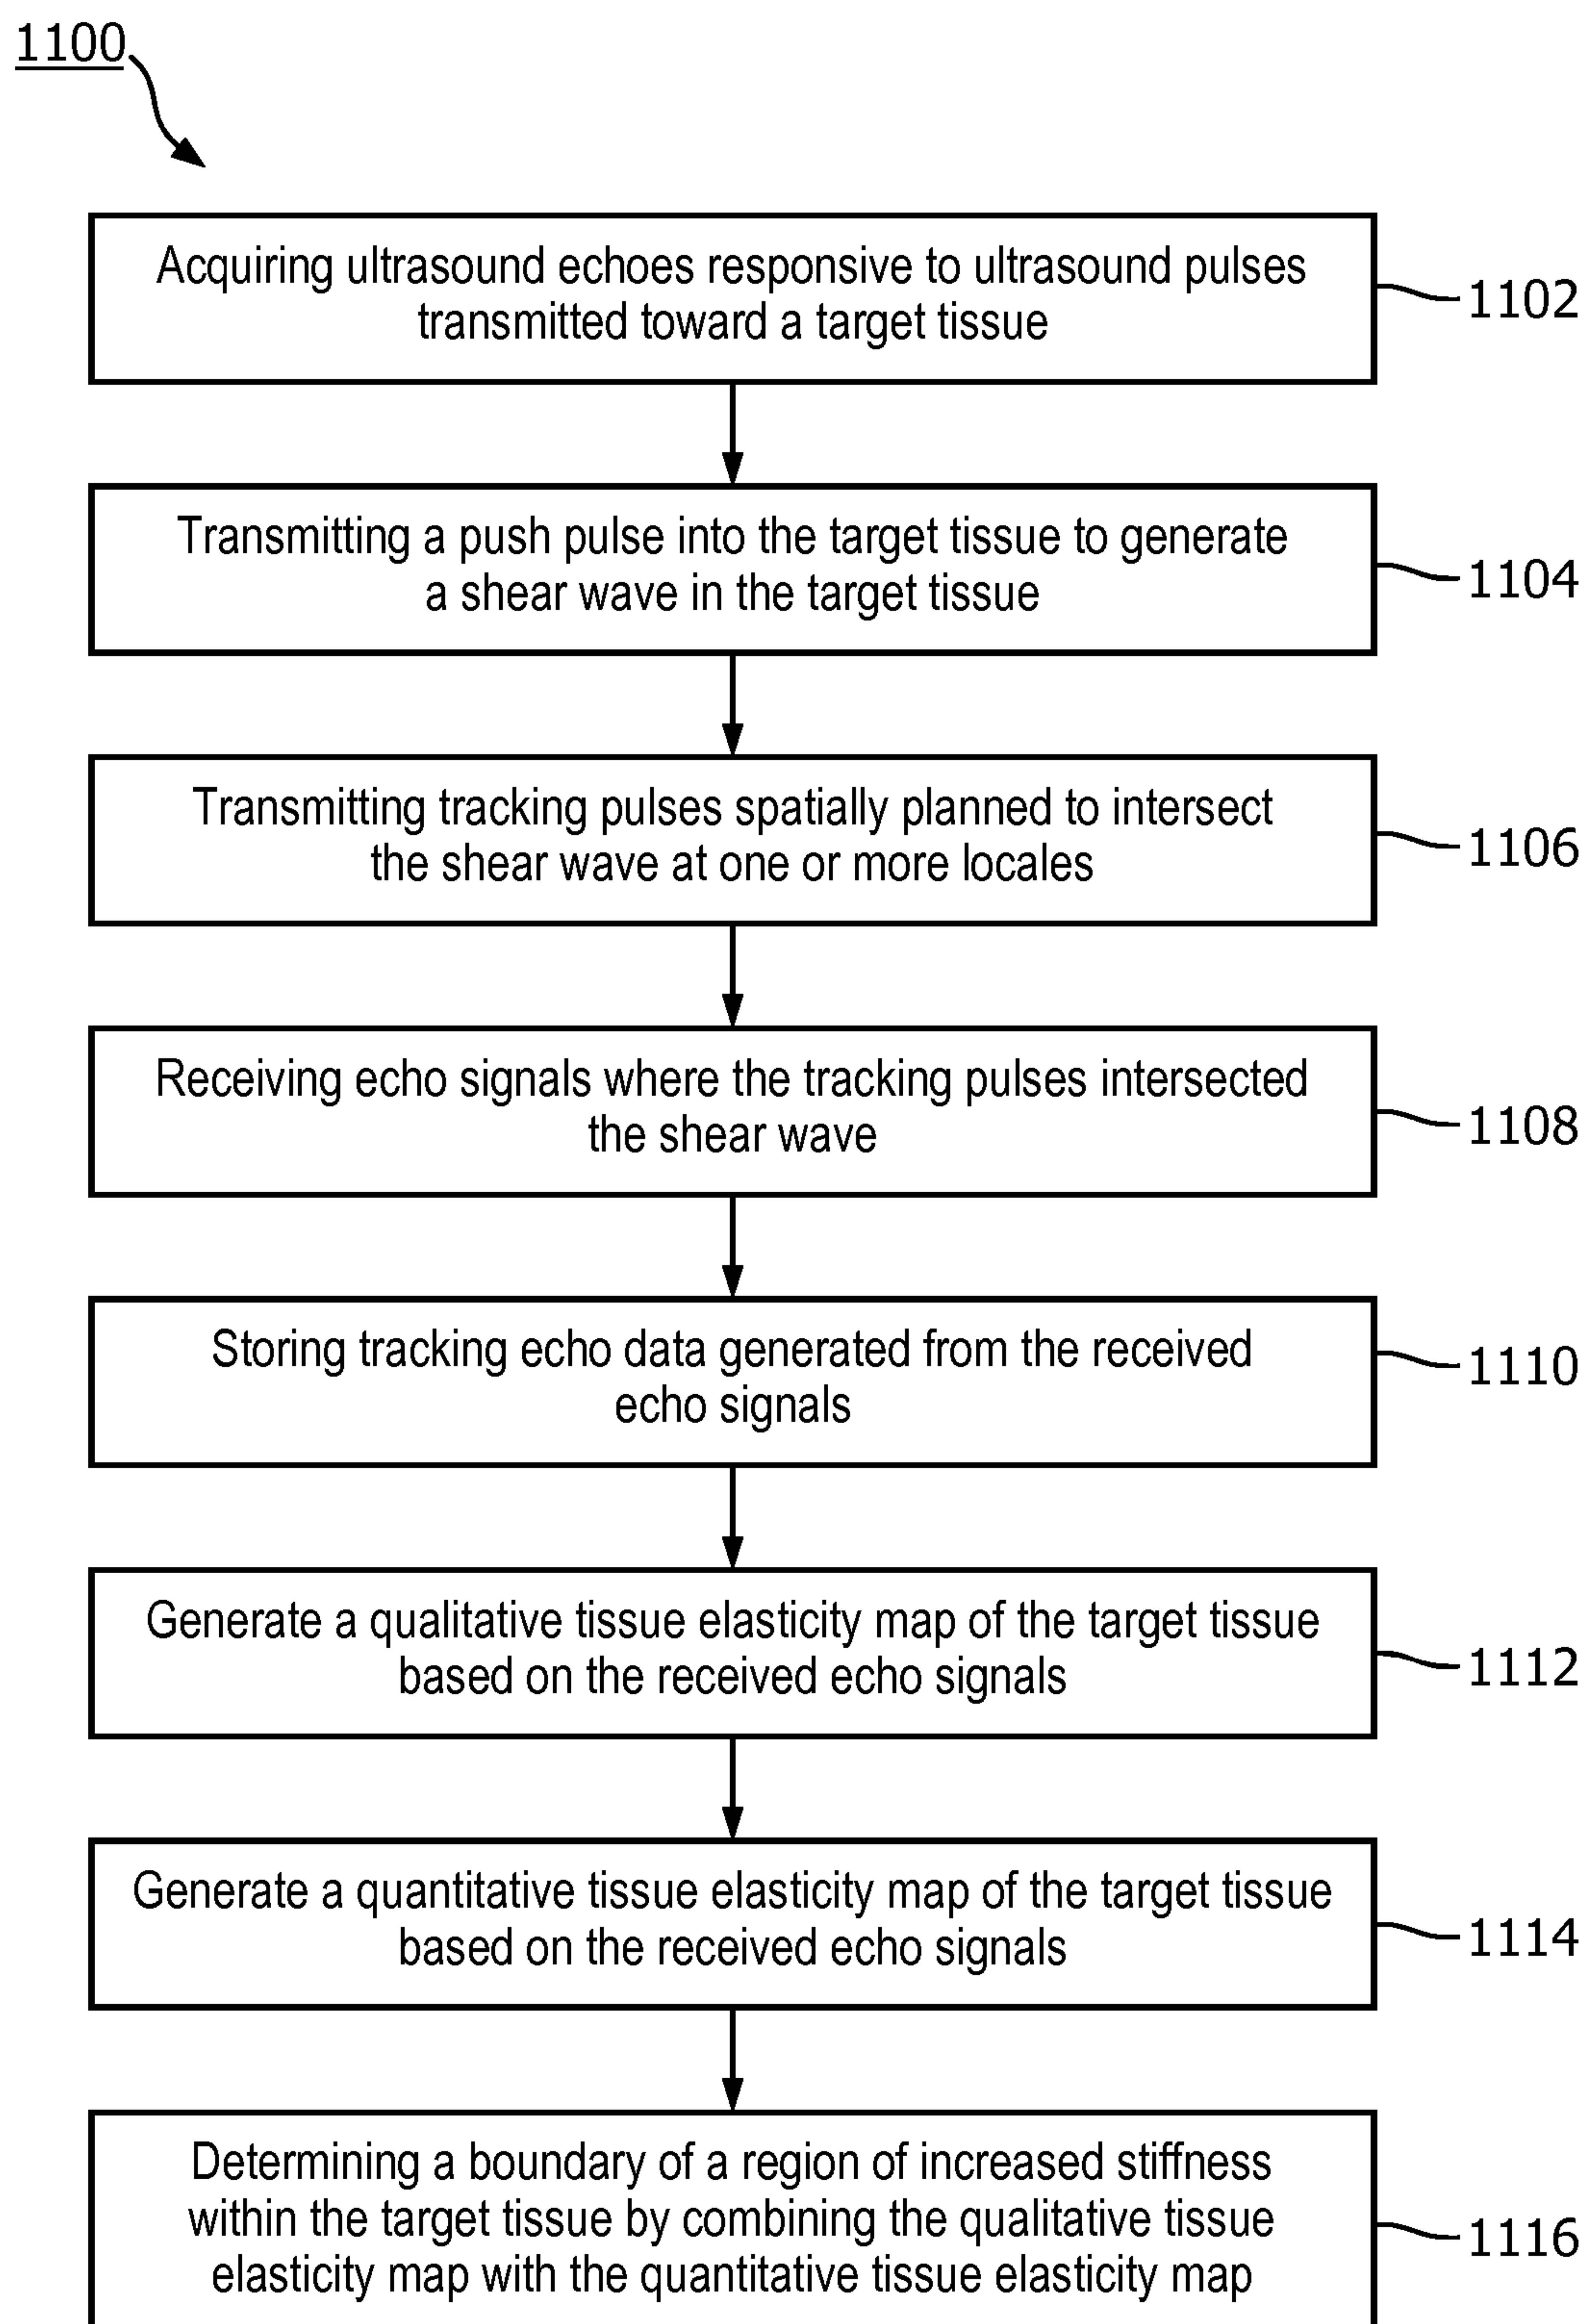 1100
Acquiring ultrasound echoes responsive to ultrasound pulses
transmitted toward a target tissue
1102
Transmitting a push pulse into the target tissue to generate
a shear wave in the target tissue
1104
Transmitting tracking pulses spatially planned to intersect
the shear wave at one or more locales
1106
Receiving echo signals where the tracking pulses intersected
the shear wave
1108
Storing tracking echo data generated from the received
echo signals
1110
Generate a qualitative tissue elasticity map of the target tissue
based on the received echo signals
1112
Generate a quantitative tissue elasticity map of the target tissue
based on the received echo signals
1114
Determining a boundary of a region of increased stiffness
within the target tissue by combining the qualitative tissue
elasticity map with the quantitative tissue elasticity map
1116